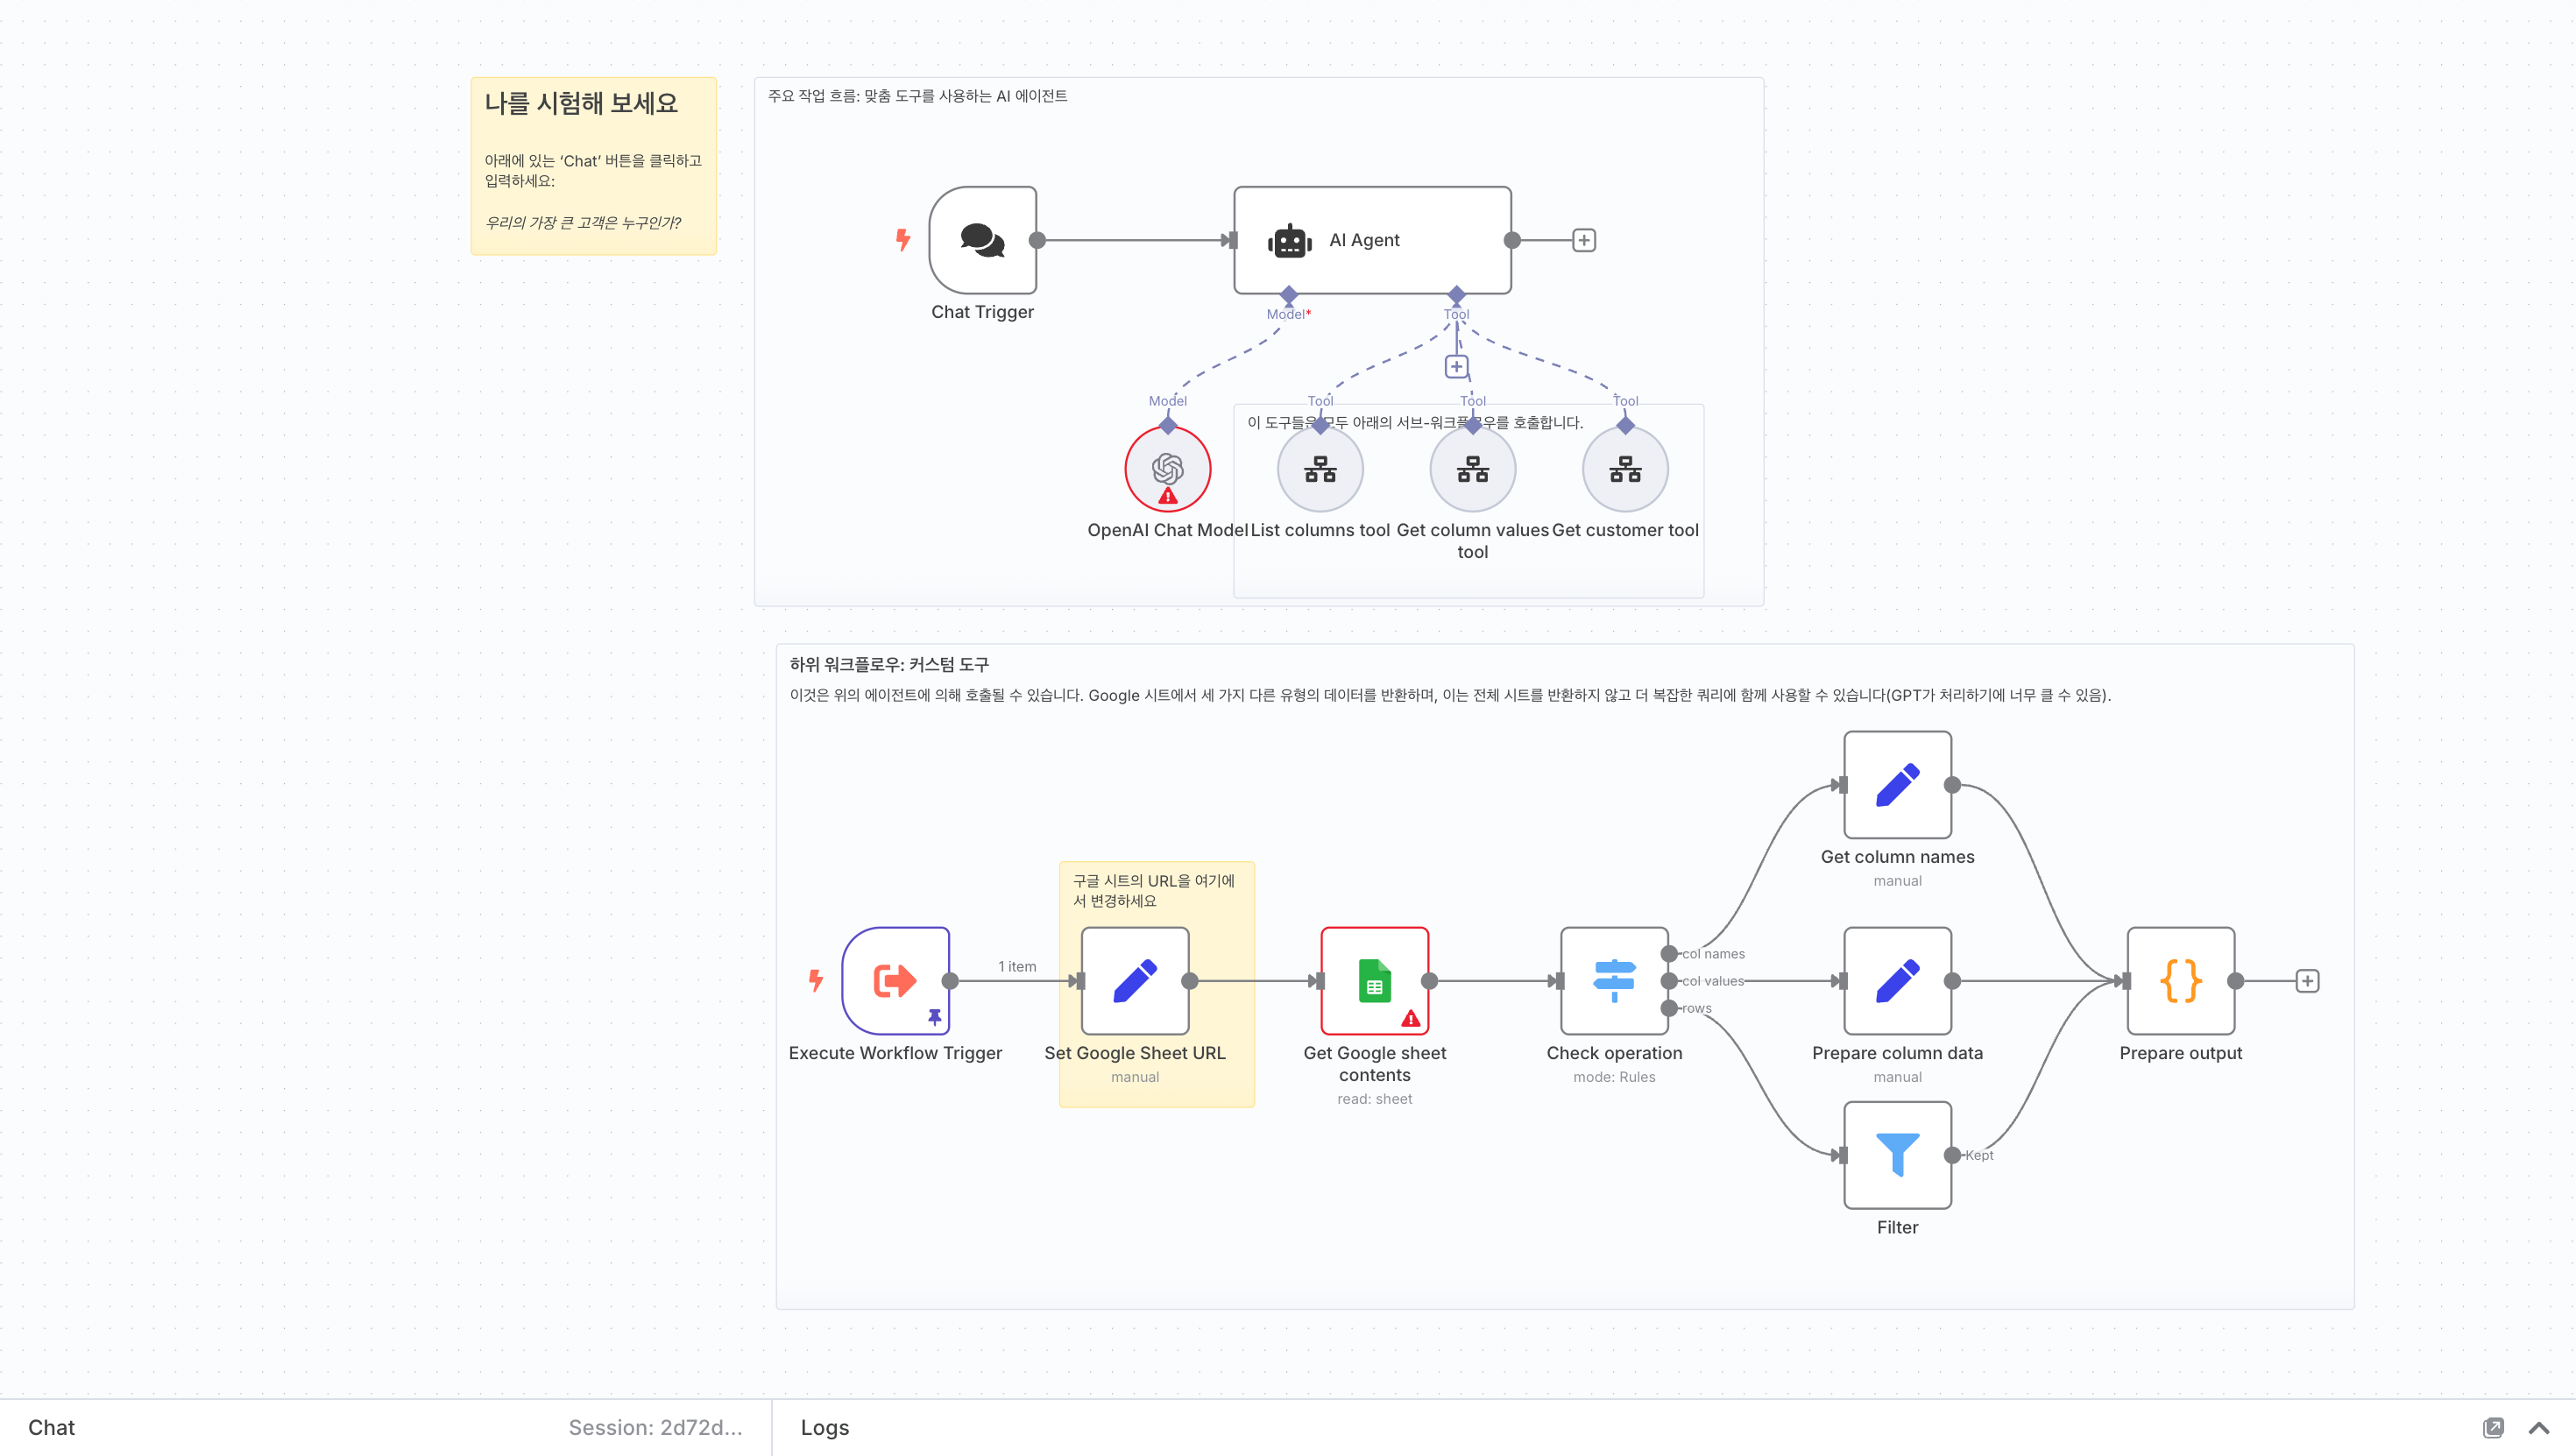 나를 시험해 보세요
아래에 있는 ‘Chat’ 버튼을 클릭하고
입력하세요:
우리의 가장 큰 고객은 누구인가?
주요 작업 흐름: 맞춤 도구를 사용하는 AI 에이전트
Chat Trigger
AI Agent
Model*
Tool
Model
Tool
Tool
Tool
이 도구들은 모두 아래의 서브-워크플로우를 호출합니다.
OpenAI Chat Model
List columns tool
Get column values
tool
Get customer tool
하위 워크플로우: 커스텀 도구
이것은 위의 에이전트에 의해 호출될 수 있습니다. Google 시트에서 세 가지 다른 유형의 데이터를 반환하며, 이는 전체 시트를 반환하지 않고 더 복잡한 쿼리에 함께 사용할 수 있습니다(GPT가 처리하기에 너무 클 수 있음).
Get column names
manual
구글 시트의 URL을 여기에
서 변경하세요
1 item
col names
col values
rows
Execute Workflow Trigger
Set Google Sheet URL
manual
Get Google sheet
contents
read: sheet
Check operation
mode: Rules
Prepare column data
manual
Prepare output
Kept
Filter
Chat
Session: 2d72d...
Logs